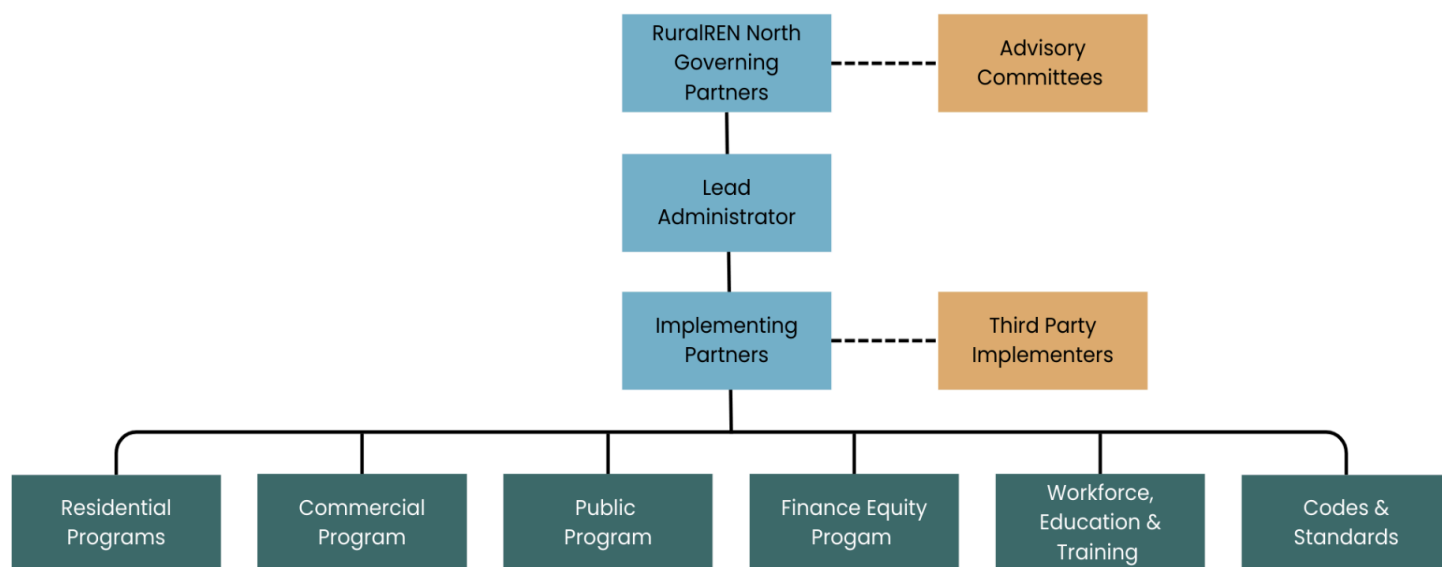 RuralREN North
Governing
Partners
Advisory
Committees
Lead
Administrator
Implementing
Partners
Third Party
Implementers
Residential
Programs
Commercial
Program
Public
Program
Finance Equity
Progam
Workforce,
Education &
Training
Codes &
Standards